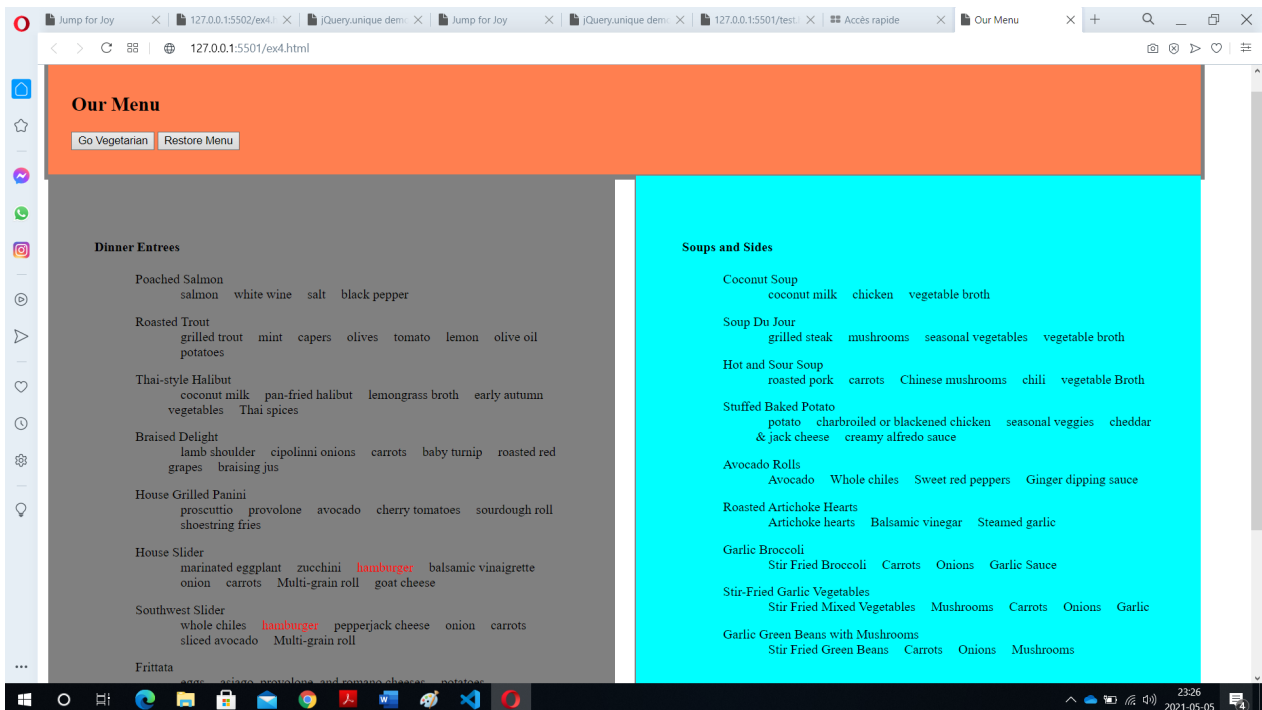 Jump for Joy
127.0.0.1:5502/ex4.h
jQuery.unique demo
Jump for Joy
jQuery.unique demo
127.0.0.1:5501/test.
Accès rapide
Our Menu
127.0.0.1:5501/ex4.html
Our Menu
Go Vegetarian Restore Menu
Dinner Entrees
Poached Salmon
salmon white wine salt black pepper
Roasted Trout
grilled trout mint capers olives tomato lemon olive oil
potatoes
Thai-style Halibut
coconut milk pan-fried halibut lemongrass broth early autumn
vegetables Thai spices
Braised Delight
lamb shoulder cipolinni onions carrots baby turnip roasted red
grapes braising jus
House Grilled Panini
proscuttio provolone avocado cherry tomatoes sourdough roll
shoestring fries
House Slider
marinated eggplant zucchini hamburger balsamic vinaigrette
onion carrots Multi-grain roll goat cheese
Southwest Slider
whole chiles hamburger pepperjack cheese onion carrots
sliced avocado Multi-grain roll
Frittata
eggs asiago, provolone, and romano cheeses potatoes
Soups and Sides
Coconut Soup
coconut milk chicken vegetable broth
Soup Du Jour
grilled steak mushrooms seasonal vegetables vegetable broth
Hot and Sour Soup
roasted pork carrots Chinese mushrooms chili vegetable Broth
Stuffed Baked Potato
potato charbroiled or blackened chicken seasonal veggies cheddar
& jack cheese creamy alfredo sauce
Avocado Rolls
Avocado Whole chiles Sweet red peppers Ginger dipping sauce
Roasted Artichoke Hearts
Artichoke hearts Balsamic vinegar Steamed garlic
Garlic Broccoli
Stir Fried Broccoli Carrots Onions Garlic Sauce
Stir-Fried Garlic Vegetables
Stir Fried Mixed Vegetables Mushrooms Carrots Onions Garlic
Garlic Green Beans with Mushrooms
Stir Fried Green Beans Carrots Onions Mushrooms
23:26
2021-05-05
4